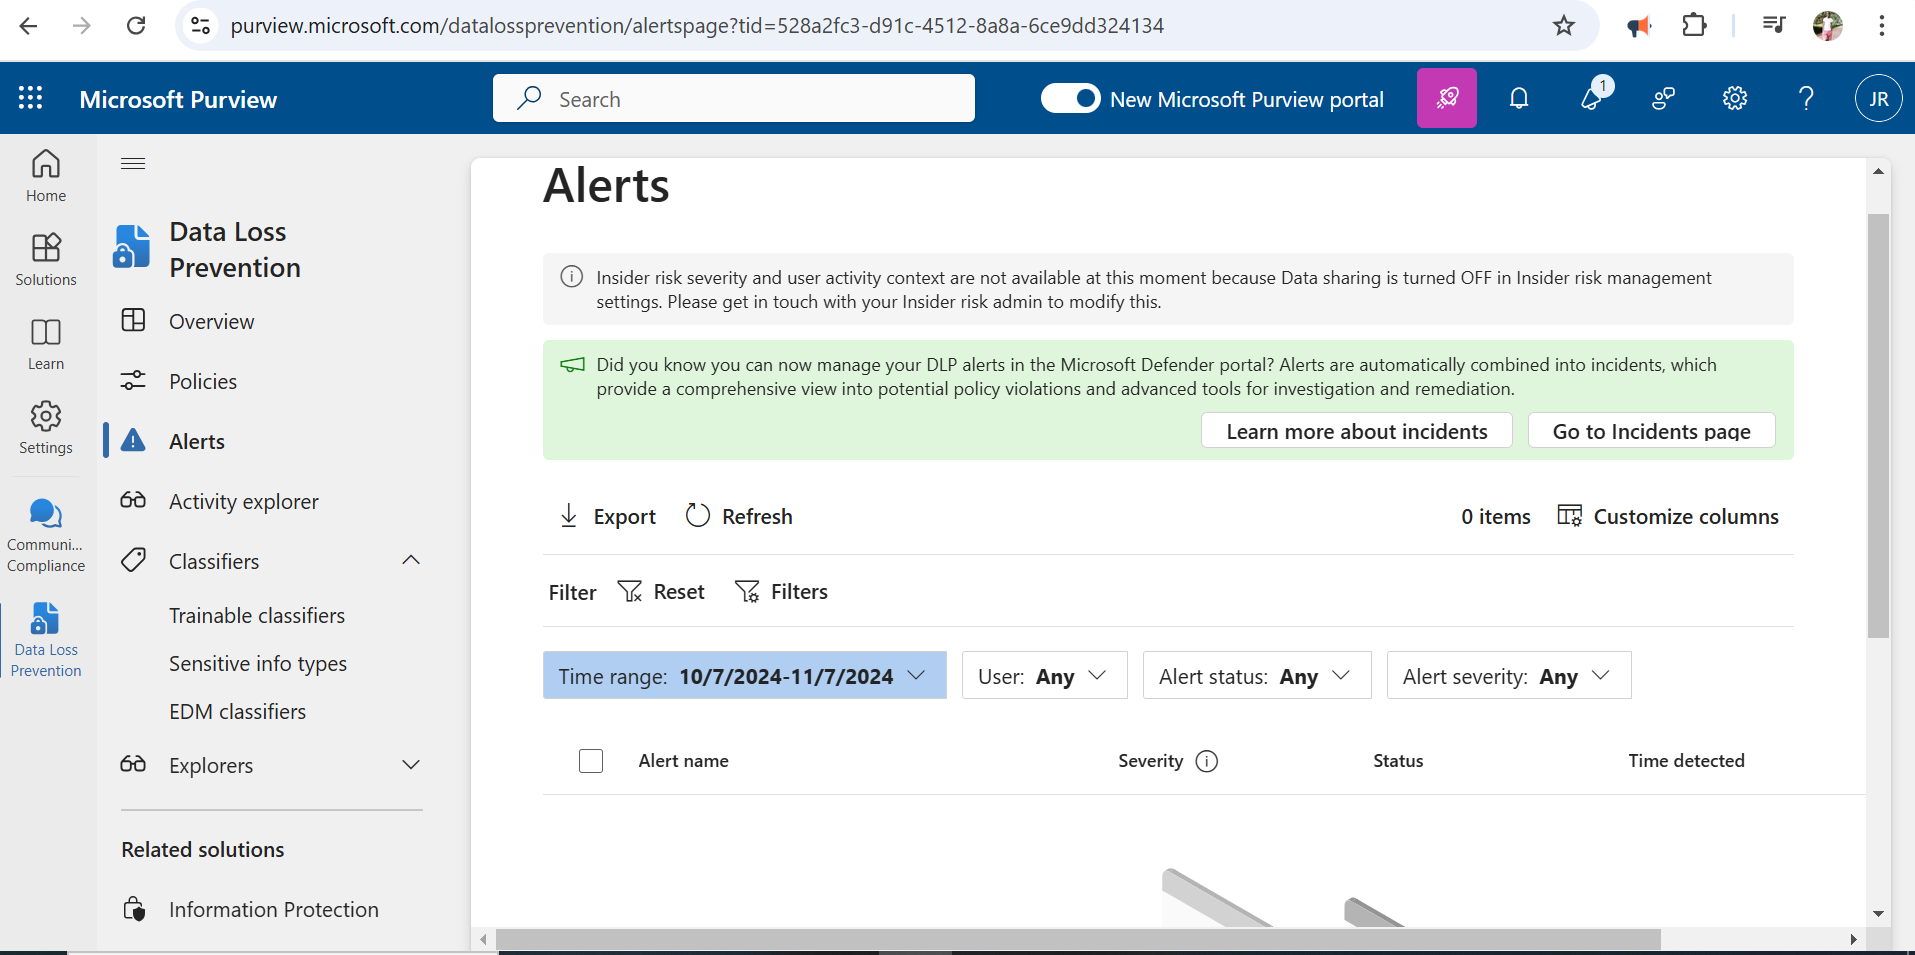 purview.microsoft.com/datalossprevention/alertspage?tid=528a2fc3-d91c-4512-8a8a-6ce9dd324134
Microsoft Purview
Search
New Microsoft Purview portal
1
JR
Home
Solutions
Learn
Settings
Communi...
Compliance
Data Loss
Prevention
Data Loss
Prevention
Overview
Policies
Alerts
Activity explorer
Classifiers
Trainable classifiers
Sensitive info types
EDM classifiers
Explorers
Related solutions
Information Protection
Alerts
Insider risk severity and user activity context are not available at this moment because Data sharing is turned OFF in Insider risk management
settings. Please get in touch with your Insider risk admin to modify this.
Did you know you can now manage your DLP alerts in the Microsoft Defender portal? Alerts are automatically combined into incidents, which
provide a comprehensive view into potential policy violations and advanced tools for investigation and remediation.
Learn more about incidents Go to Incidents page
Export Refresh 0 items Customize columns
Filter Reset Filters
Time range: 10/7/2024-11/7/2024 User: Any Alert status: Any Alert severity: Any
Alert name Severity Status Time detected